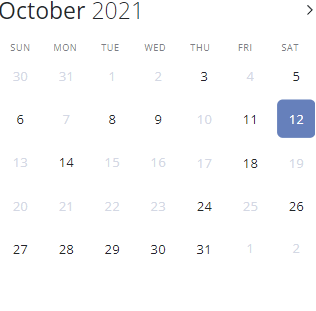 October 2021
SUN MON TUE WED THU FRI SAT
30 31 1 2 3 4 5
6 7 8 9 10 11 12
13 14 15 16 17 18 19
20 21 22 23 24 25 26
27 28 29 30 31 1 2